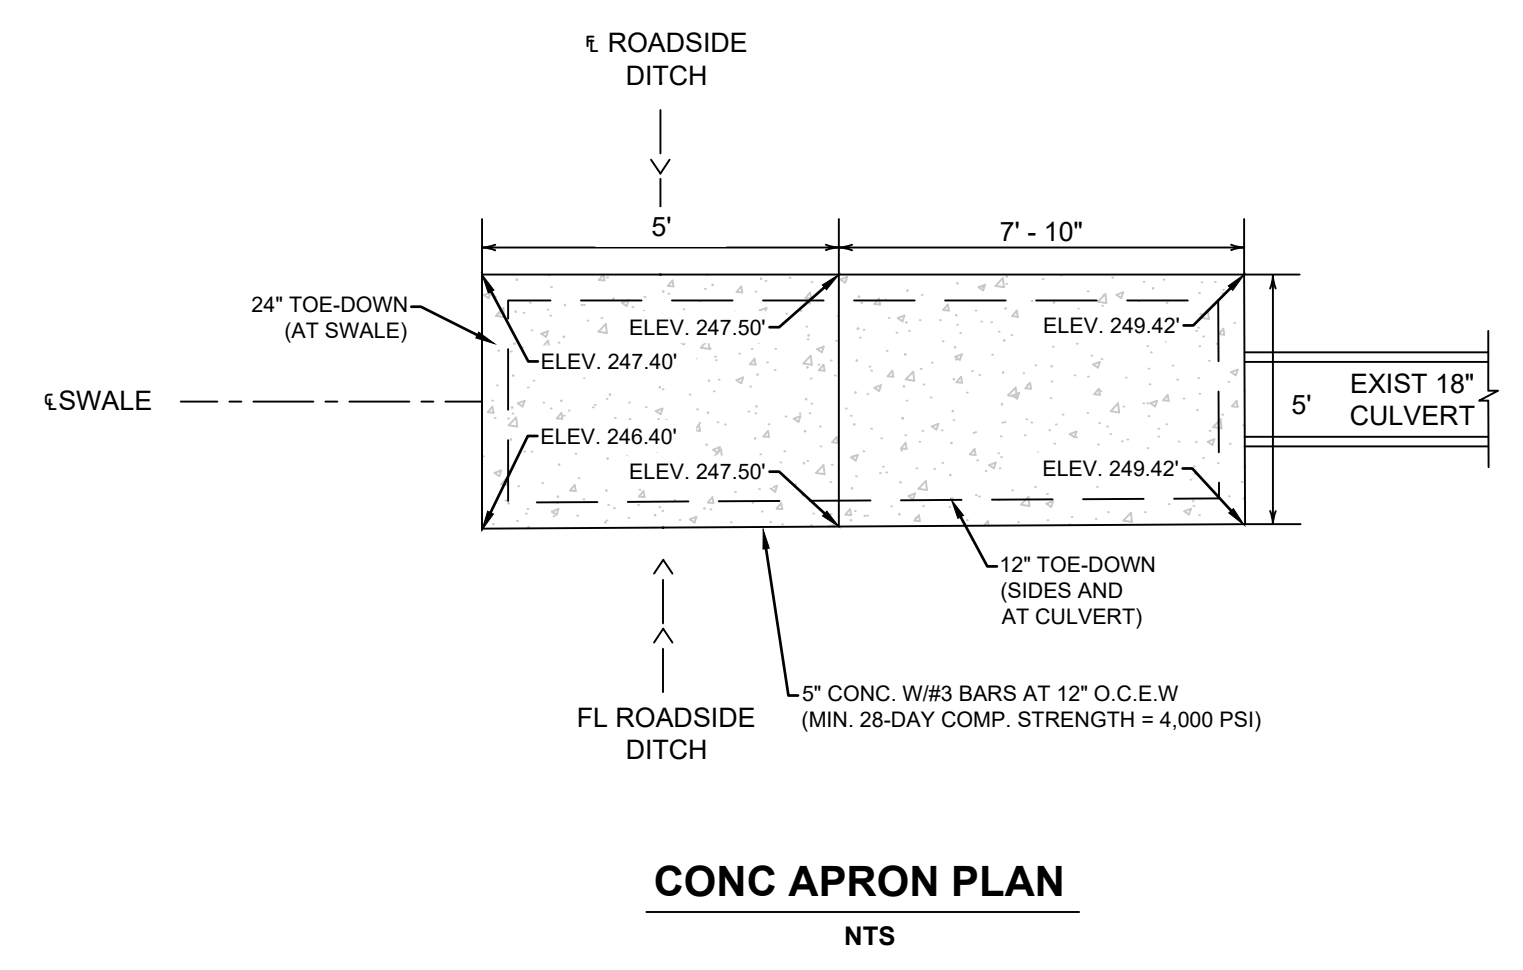 ℄ ROADSIDE
DITCH
5'
7' - 10"
24" TOE-DOWN
(AT SWALE)
ELEV. 247.50'
ELEV. 249.42'
ELEV. 247.40'
℄SWALE
EXIST 18"
CULVERT
5'
ELEV. 246.40'
ELEV. 247.50'
ELEV. 249.42'
12" TOE-DOWN
(SIDES AND
AT CULVERT)
5" CONC. W/#3 BARS AT 12" O.C.E.W
(MIN. 28-DAY COMP. STRENGTH = 4,000 PSI)
FL ROADSIDE
DITCH
CONC APRON PLAN
NTS